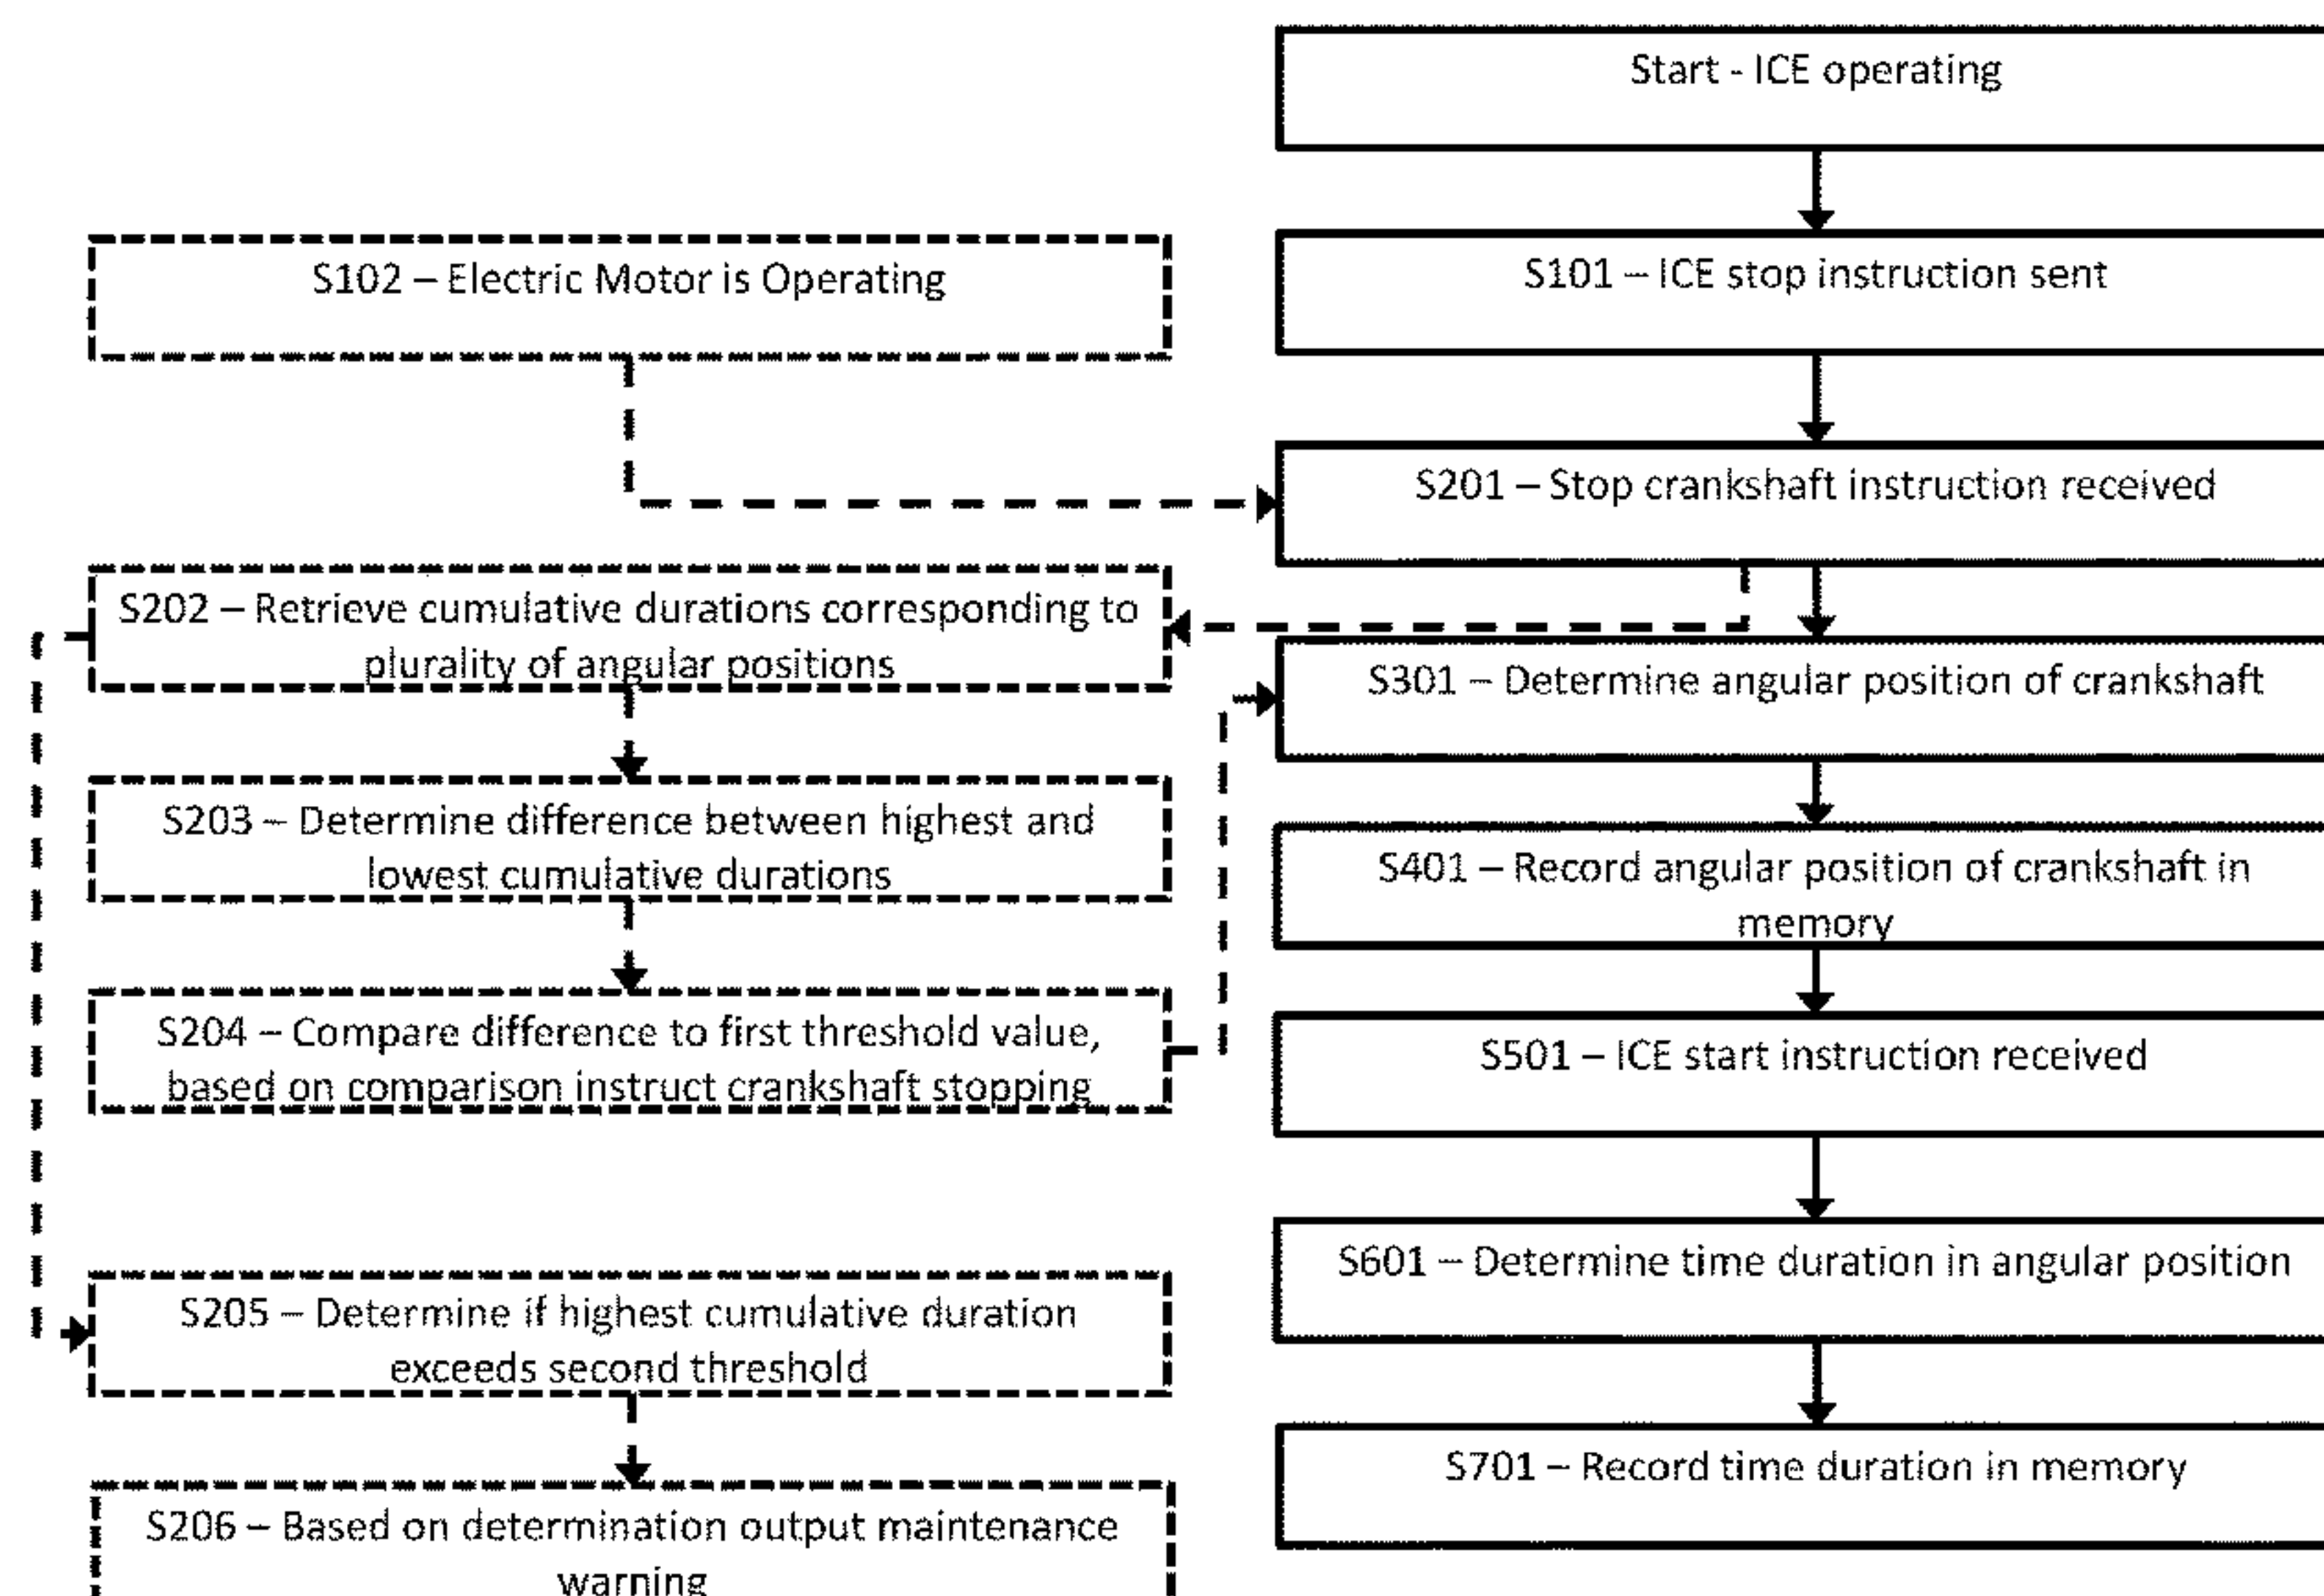 Start - ICE operating
S102 – Electric Motor is Operating
S101 – ICE stop instruction sent
S201 – Stop crankshaft instruction received
S202 – Retrieve cumulative durations corresponding to
plurality of angular positions
S301 – Determine angular position of crankshaft
S203 – Determine difference between highest and
lowest cumulative durations
S401 – Record angular position of crankshaft in
memory
S204 – Compare difference to first threshold value,
based on comparison instruct crankshaft stopping
S501 – ICE start instruction received
S601 – Determine time duration in angular position
S205 – Determine if highest cumulative duration
exceeds second threshold
S701 – Record time duration in memory
S206 – Based on determination output maintenance
warning